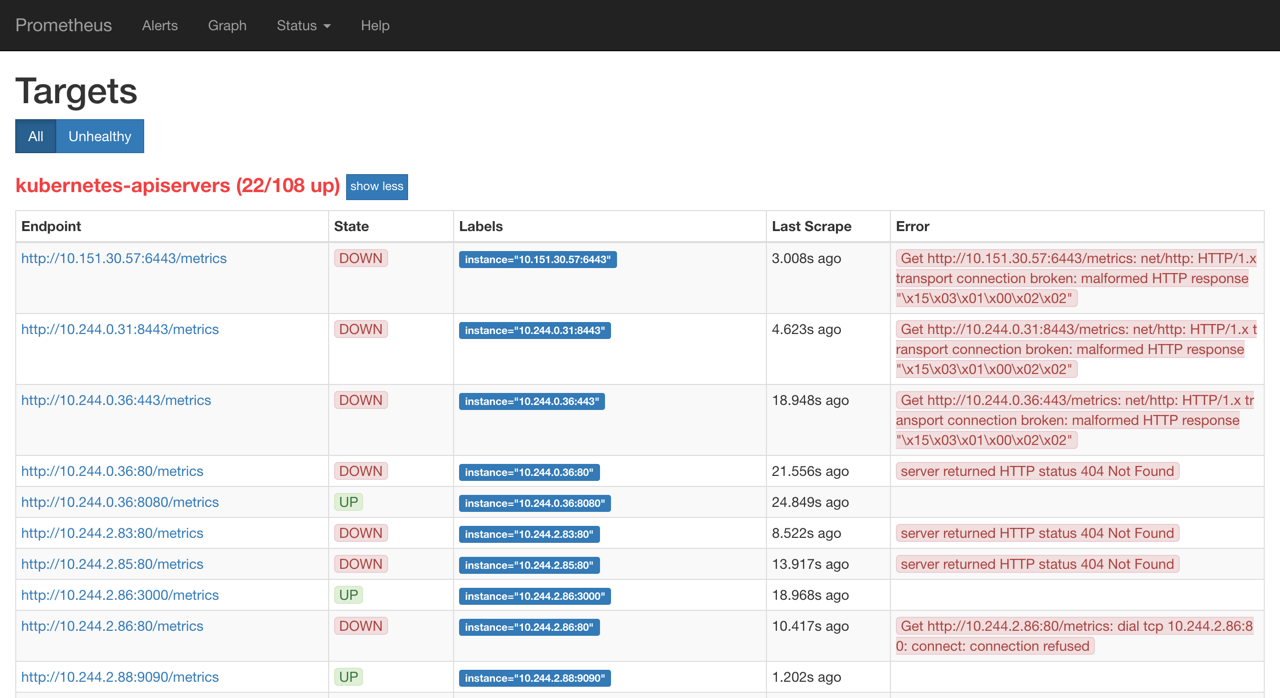 Prometheus Alerts Graph Status Help
Targets
All Unhealthy
kubernetes-apiservers (22/108 up) show less
Endpoint State Labels Last Scrape Error
http://10.151.30.57:6443/metrics DOWN instance="10.151.30.57:6443" 3.008s ago Get http://10.151.30.57:6443/metrics: net/http: HTTP/1.x
transport connection broken: malformed HTTP response
"\x15\x03\x01\x00\x02\x02"
http://10.244.0.31:8443/metrics DOWN instance="10.244.0.31:8443" 4.623s ago Get http://10.244.0.31:8443/metrics: net/http: HTTP/1.x t
ransport connection broken: malformed HTTP response
"\x15\x03\x01\x00\x02\x02"
http://10.244.0.36:443/metrics DOWN instance="10.244.0.36:443" 18.948s ago Get http://10.244.0.36:443/metrics: net/http: HTTP/1.x tr
ansport connection broken: malformed HTTP response
"\x15\x03\x01\x00\x02\x02"
http://10.244.0.36:80/metrics DOWN instance="10.244.0.36:80" 21.556s ago server returned HTTP status 404 Not Found
http://10.244.0.36:8080/metrics UP instance="10.244.0.36:8080" 24.849s ago
http://10.244.2.83:80/metrics DOWN instance="10.244.2.83:80" 8.522s ago server returned HTTP status 404 Not Found
http://10.244.2.85:80/metrics DOWN instance="10.244.2.85:80" 13.917s ago server returned HTTP status 404 Not Found
http://10.244.2.86:3000/metrics UP instance="10.244.2.86:3000" 18.968s ago
http://10.244.2.86:80/metrics DOWN instance="10.244.2.86:80" 10.417s ago Get http://10.244.2.86:80/metrics: dial tcp 10.244.2.86:8
0: connect: connection refused
http://10.244.2.88:9090/metrics UP instance="10.244.2.88:9090" 1.202s ago